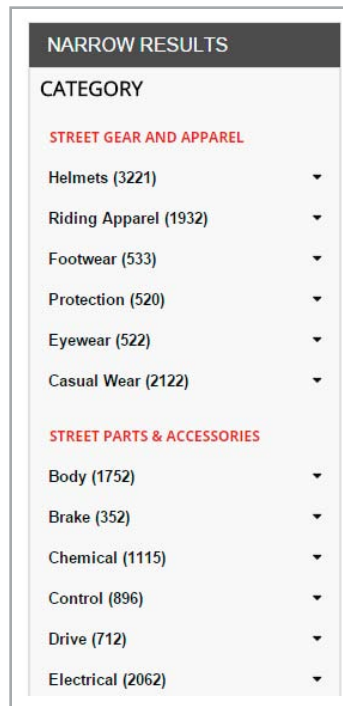 NARROW RESULTS
CATEGORY
STREET GEAR AND APPAREL
Helmets (3221)
Riding Apparel (1932)
Footwear (533)
Protection (520)
Eyewear (522)
Casual Wear (2122)
STREET PARTS & ACCESSORIES
Body (1752)
Brake (352)
Chemical (1115)
Control (896)
Drive (712)
Electrical (2062)